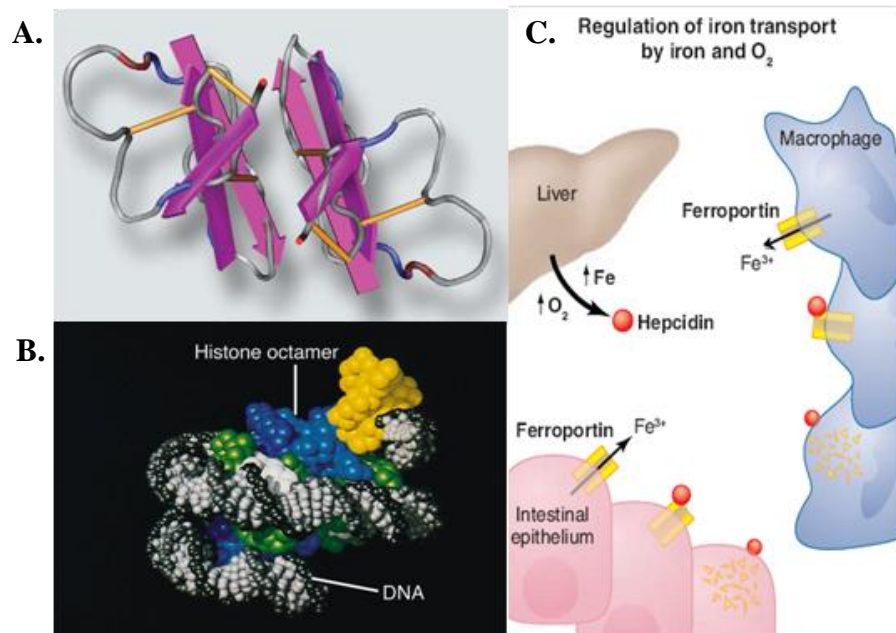 A.
B.
Histone octamer
DNA
C.
Regulation of iron transport
by iron and O₂
Macrophage
Liver
Ferroportin
Fe³⁺
↑Fe
↑O₂
Hepcidin
Ferroportin
Fe³⁺
Intestinal
epithelium